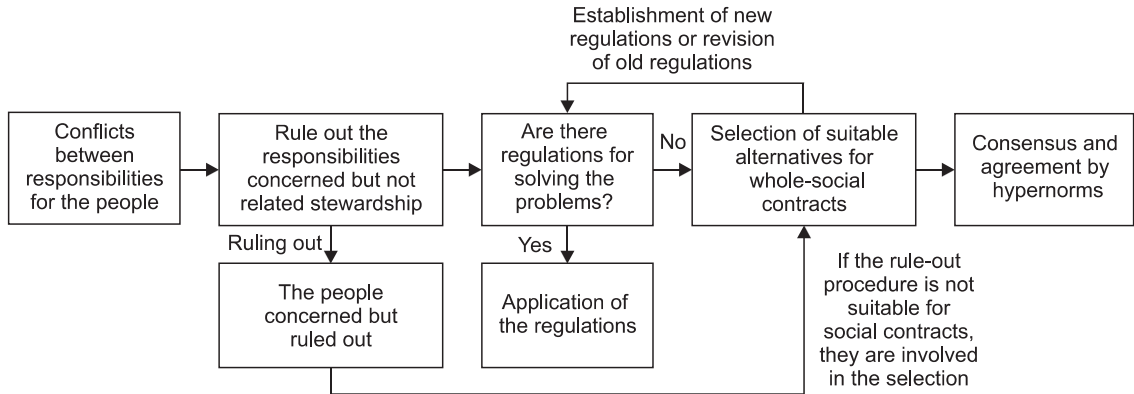 Establishment of new
regulations or revision
of old regulations
Conflicts
between
responsibilities
for the people
Rule out the
responsibilities
concerned but not
related stewardship
Are there
regulations for
solving the
problems?
No
Selection of suitable
alternatives for
whole-social
contracts
Consensus and
agreement by
hypernorms
Ruling out
Yes
The people
concerned but
ruled out
Application of
the regulations
If the rule-out
procedure is not
suitable for
social contracts,
they are involved
in the selection